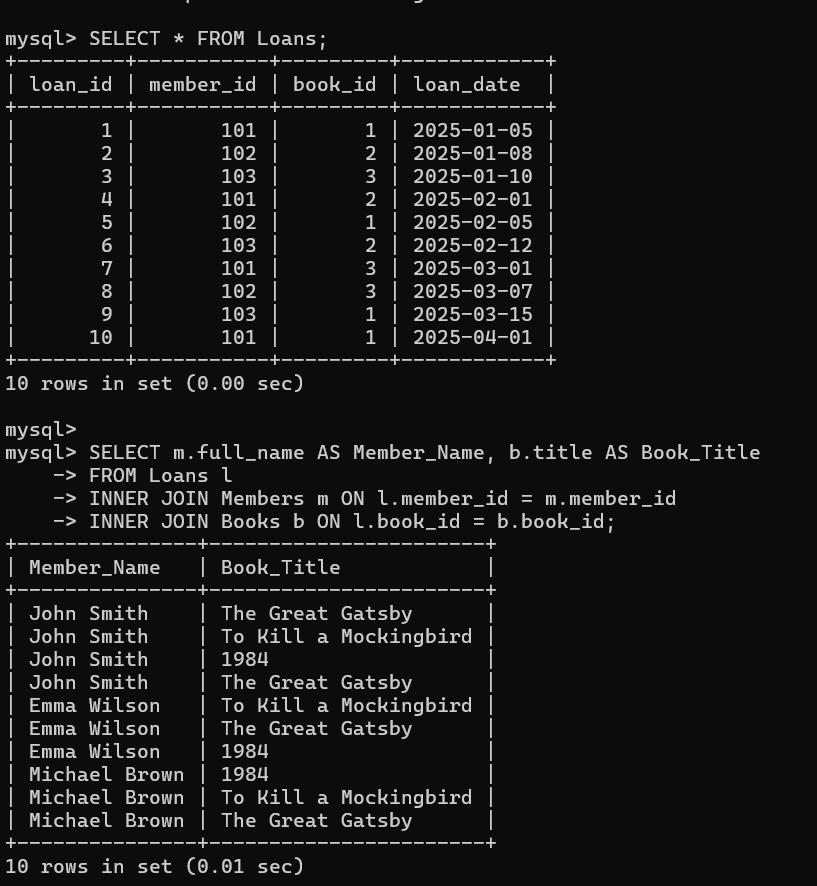 mysql> SELECT * FROM Loans;
+---------+-----------+---------+------------+
| loan_id | member_id | book_id | loan_date  |
+---------+-----------+---------+------------+
|       1 |       101 |       1 | 2025-01-05 |
|       2 |       102 |       2 | 2025-01-08 |
|       3 |       103 |       3 | 2025-01-10 |
|       4 |       101 |       2 | 2025-02-01 |
|       5 |       102 |       1 | 2025-02-05 |
|       6 |       103 |       2 | 2025-02-12 |
|       7 |       101 |       3 | 2025-03-01 |
|       8 |       102 |       3 | 2025-03-07 |
|       9 |       103 |       1 | 2025-03-15 |
|      10 |       101 |       1 | 2025-04-01 |
+---------+-----------+---------+------------+
10 rows in set (0.00 sec)

mysql>
mysql> SELECT m.full_name AS Member_Name, b.title AS Book_Title
    -> FROM Loans l
    -> INNER JOIN Members m ON l.member_id = m.member_id
    -> INNER JOIN Books b ON l.book_id = b.book_id;
+---------------+-----------------------+
| Member_Name   | Book_Title            |
+---------------+-----------------------+
| John Smith    | The Great Gatsby      |
| John Smith    | To Kill a Mockingbird |
| John Smith    | 1984                  |
| John Smith    | The Great Gatsby      |
| Emma Wilson   | To Kill a Mockingbird |
| Emma Wilson   | The Great Gatsby      |
| Emma Wilson   | 1984                  |
| Michael Brown | 1984                  |
| Michael Brown | To Kill a Mockingbird |
| Michael Brown | The Great Gatsby      |
+---------------+-----------------------+
10 rows in set (0.01 sec)